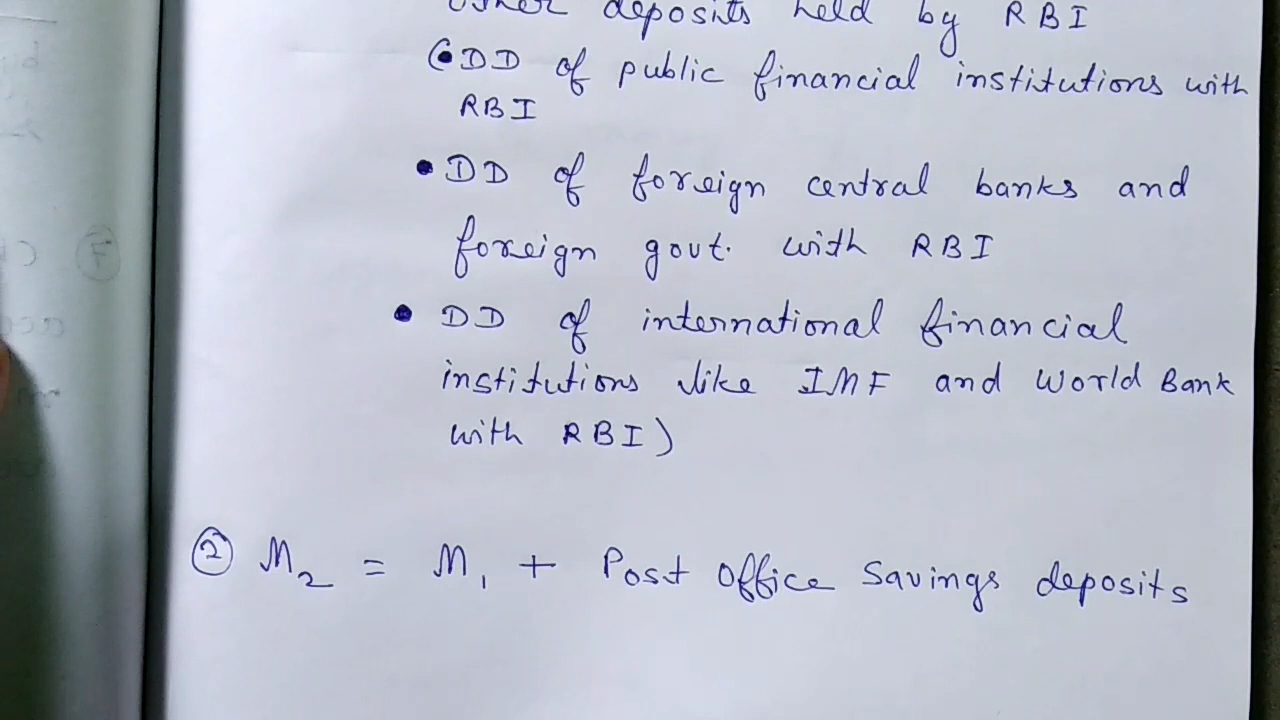 other deposits held by RBI
(• DD of public financial institutions with
RBI
• DD of foreign central banks and
foreign govt. with RBI
• DD of international financial
institutions like IMF and World Bank
with RBI)
② M₂ = M₁ + Post Office Savings deposits